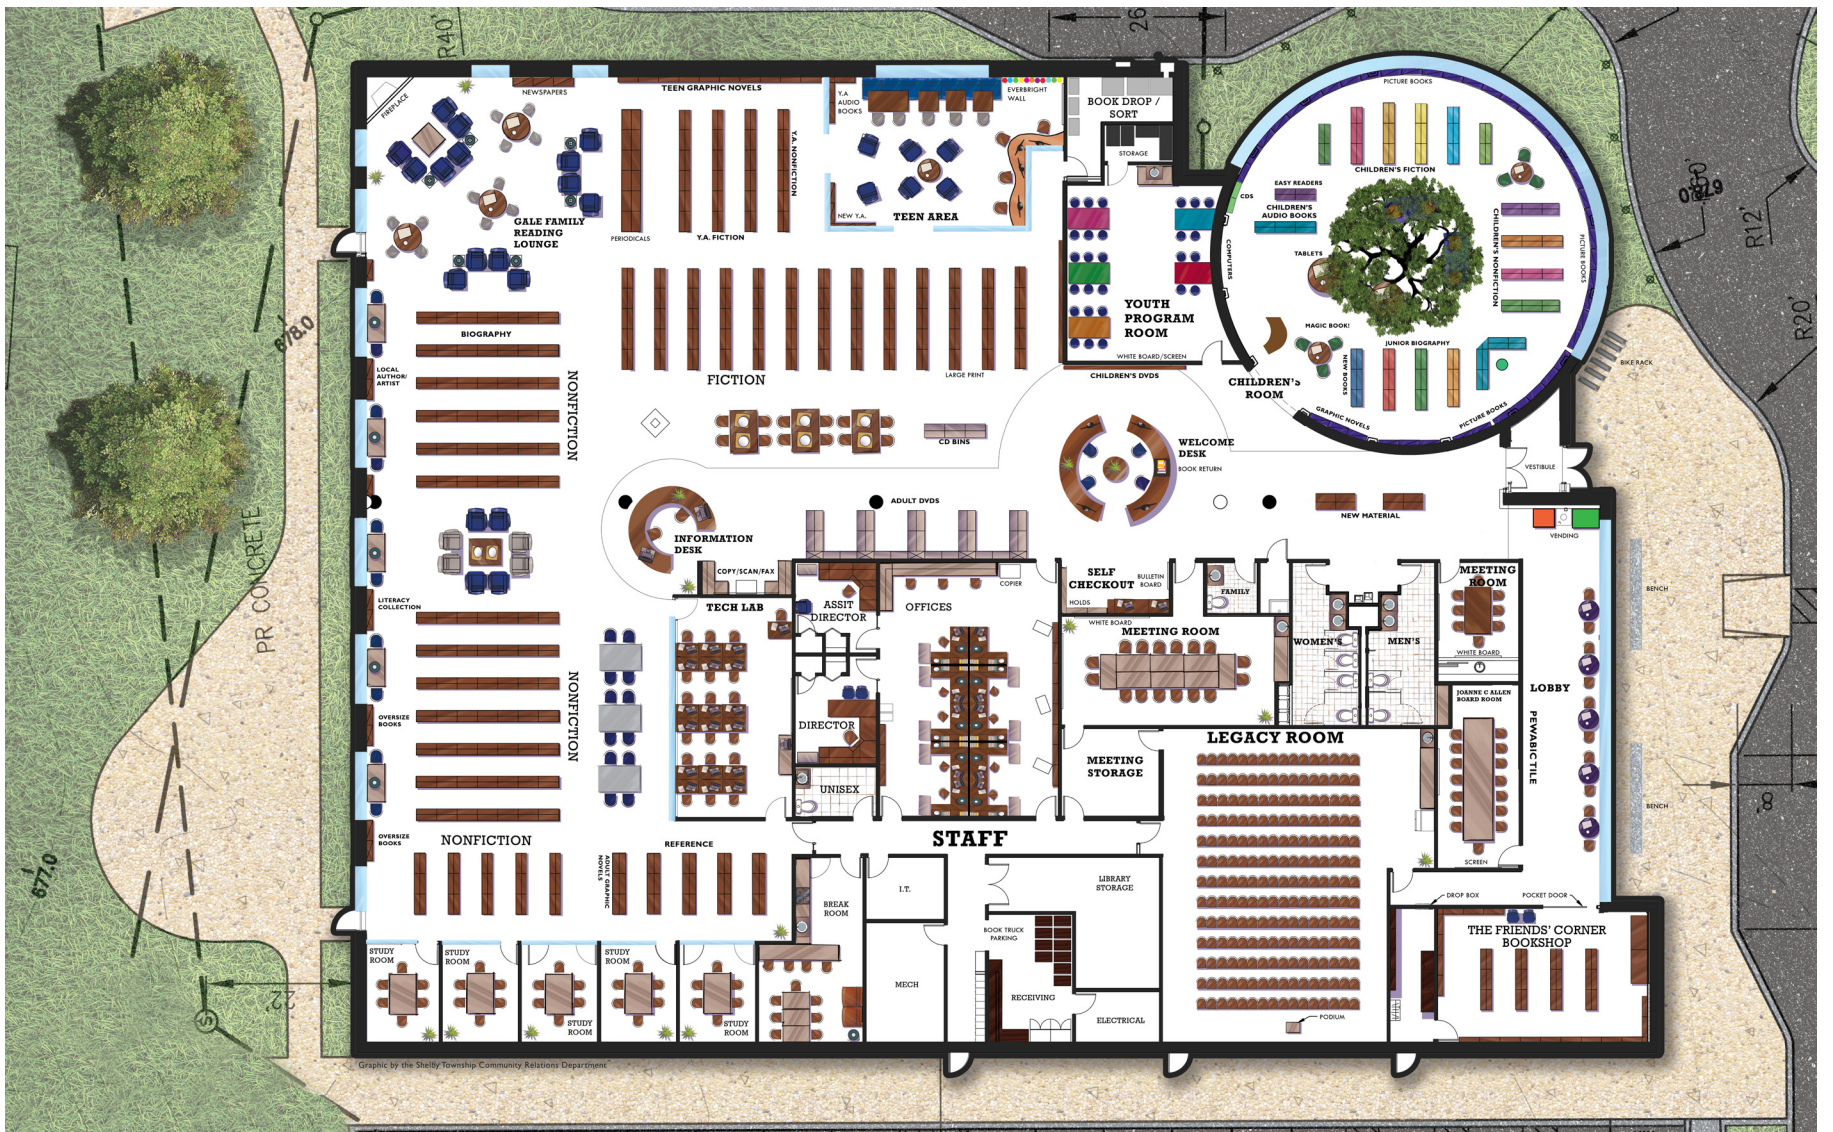 R40'
26
FIREPLACE
NEWSPAPERS
TEEN GRAPHIC NOVELS
Y.A
AUDIO
BOOKS
EVERBRIGHT
WALL
BOOK DROP /
SORT
STORAGE
PICTURE BOOKS
CHILDREN'S FICTION
EASY READERS
CDS
CHILDREN'S
AUDIO BOOKS
COMPUTERS
TABLETS
CHILDREN'S NONFICTION
PICTURE BOOKS
MAGIC BOOK!
JUNIOR BIOGRAPHY
NEW BOOKS
GRAPHIC NOVELS
PICTURE BOOKS
CHILDREN'S
ROOM
BIKE RACK
R12'
R20'
GALE FAMILY
READING
LOUNGE
PERIODICALS
Y.A. FICTION
Y.A. NONFICTION
NEW Y.A.
TEEN AREA
YOUTH
PROGRAM
ROOM
WHITE BOARD/SCREEN
CHILDREN'S DVDS
678.0
BIOGRAPHY
LOCAL
AUTHOR/
ARTIST
NONFICTION
FICTION
LARGE PRINT
CD BINS
WELCOME
DESK
BOOK RETURN
VESTIBULE
ADULT DVDS
NEW MATERIAL
VENDING
PR CONCRETE
INFORMATION
DESK
COPY/SCAN/FAX
TECH LAB
ASSIT
DIRECTOR
OFFICES
COPIER
SELF
CHECKOUT
BULLETIN
BOARD
HOLDS
FAMILY
MEETING
ROOM
WHITE BOARD
BENCH
LITERACY
COLLECTION
WHITE BOARD
MEETING ROOM
WOMEN'S
MEN'S
NONFICTION
OVERSIZE
BOOKS
DIRECTOR
UNISEX
JOANNE C ALLEN
BOARD ROOM
LOBBY
PEWABIC TILE
LEGACY ROOM
MEETING
STORAGE
SCREEN
BENCH
8'
OVERSIZE
BOOKS
NONFICTION
REFERENCE
ADULT GRAPHIC
NOVELS
STAFF
677.0
BREAK
ROOM
I.T.
LIBRARY
STORAGE
BOOK TRUCK
PARKING
MECH
RECEIVING
ELECTRICAL
PODIUM
DROP BOX
POCKET DOOR
THE FRIENDS' CORNER
BOOKSHOP
STUDY
ROOM
STUDY
ROOM
STUDY
ROOM
STUDY
ROOM
STUDY
ROOM
22'
S
Graphic by the Shelby Township Community Relations Department